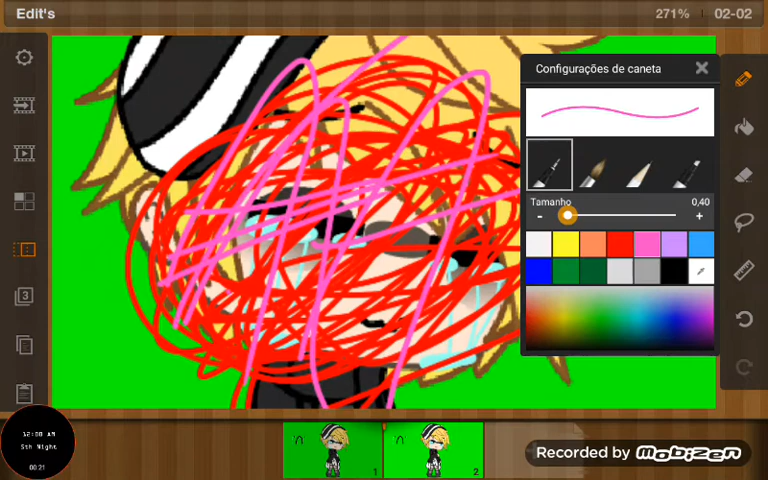 Edit's
271% 02-02
Configurações de caneta
Tamanho 0,40
- +
3
12:00 AM
5th Night
00:21
1 2
Recorded by mobizen